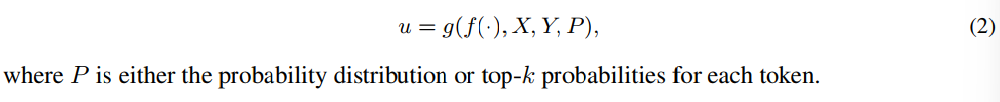 u = g(f(·), X, Y, P), (2)
where P is either the probability distribution or top-k probabilities for each token.